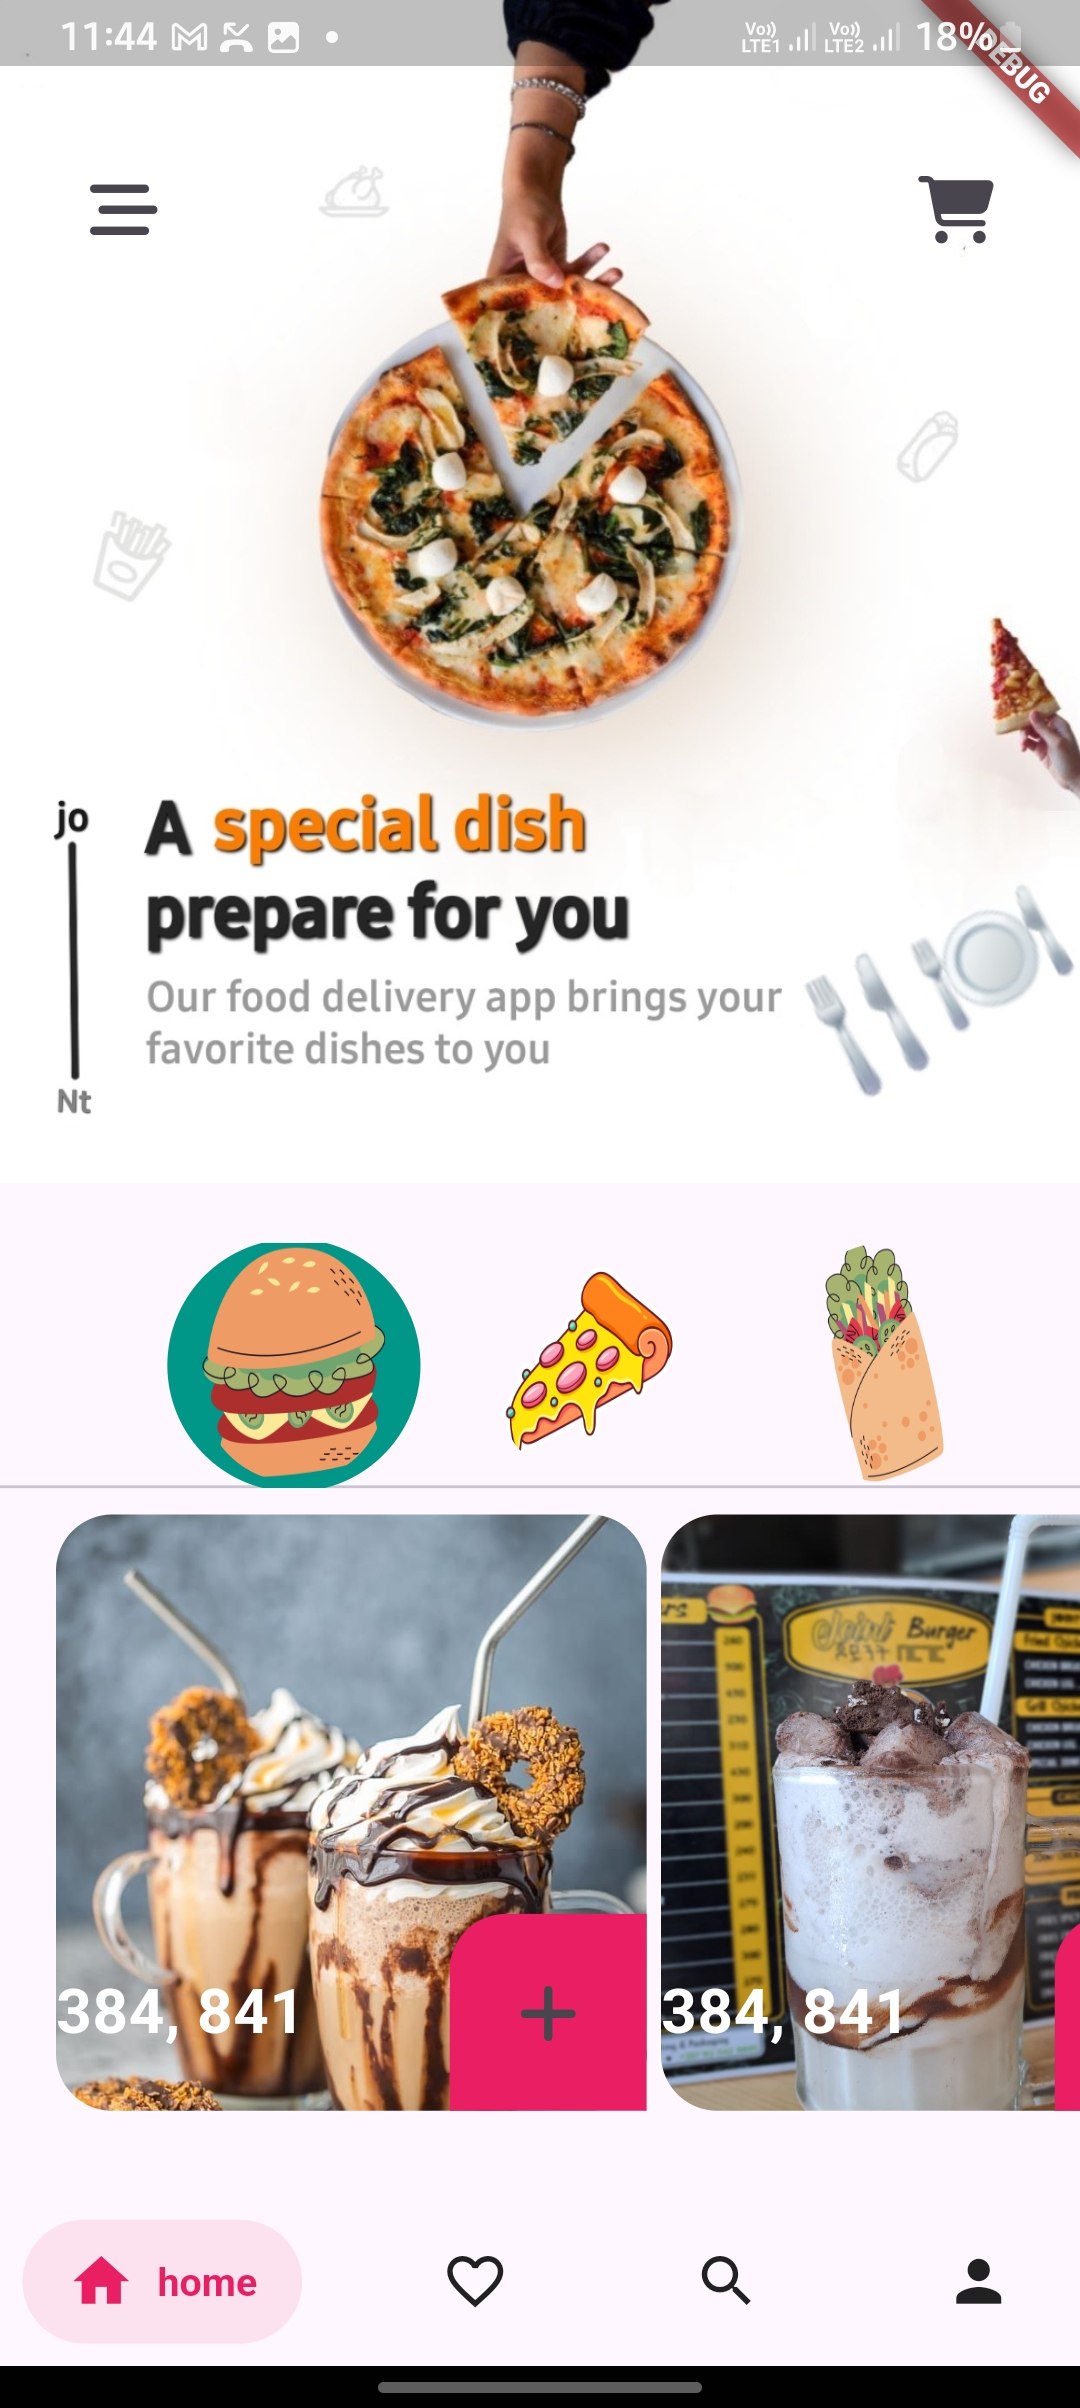 11:44
Vo)) LTE1 Vo)) LTE2 18%
DEBUG
jo
A special dish
prepare for you
Our food delivery app brings your
favorite dishes to you
Nt
Joint Burger
384, 841
384, 841
home